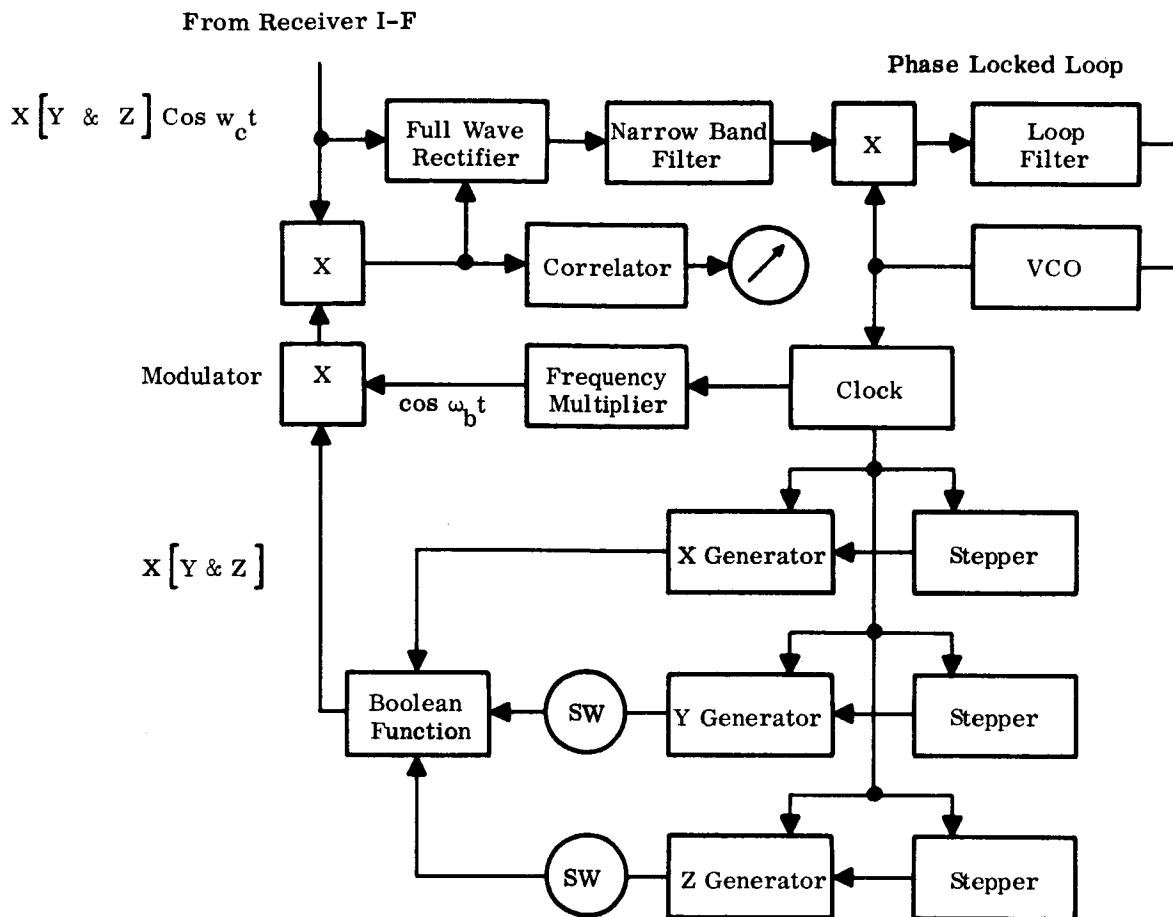 From Receiver I-F
Phase Locked Loop
X [Y & Z] Cos w_c t
Full Wave
Rectifier
Narrow Band
Filter
X
Loop
Filter
X
Correlator
VCO
Modulator
X
cos ω_b t
Frequency
Multiplier
Clock
X Generator
Stepper
X [Y & Z]
Boolean
Function
SW
Y Generator
Stepper
SW
Z Generator
Stepper